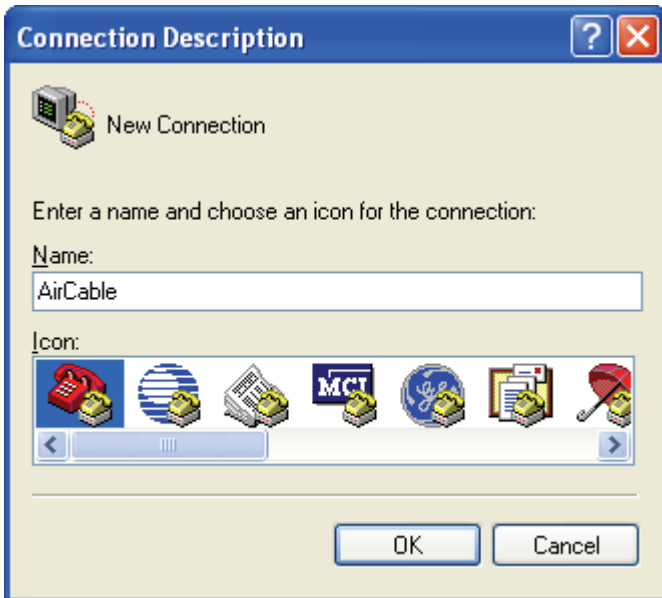 Connection Description
New Connection
Enter a name and choose an icon for the connection:
Name:
AirCable
Icon:
MCI
OK Cancel